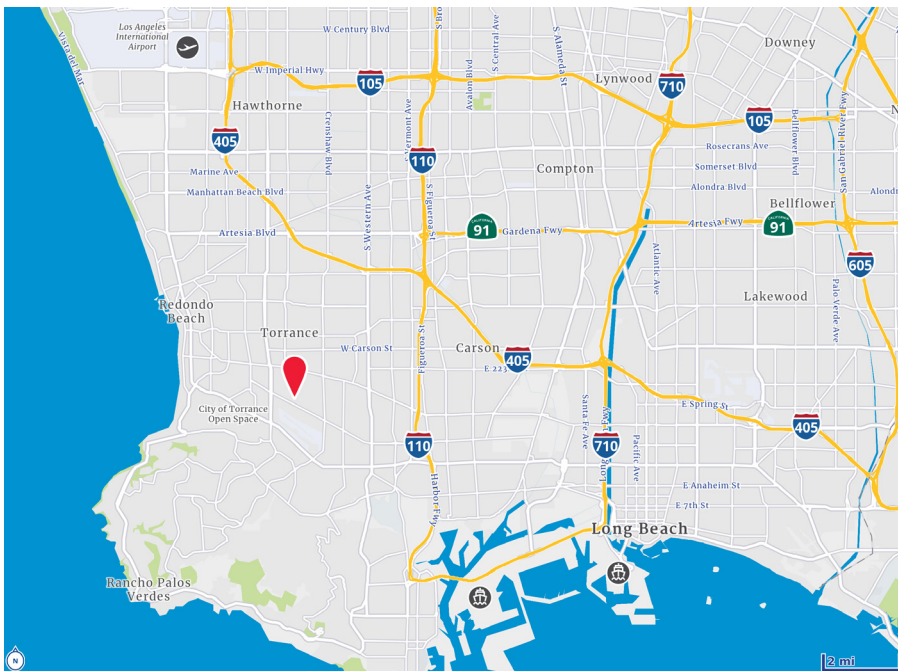 Los Angeles
International
Airport
Vista del Mar
W Century Blvd
S Bro
S Central Ave
S Alameda St
Downey
W Imperial Hwy
105
Avalon Blvd
Lynwood
710
Hawthorne
405
Crenshaw Blvd
110
105
Bellflower Blvd
San Gabriel River Fwy
N
Rosecrans Ave
Marine Ave
Compton
Somerset Blvd
Manhattan Beach Blvd
Alondra Blvd
Alondra
S Western Ave
S Figueroa St
Bellflower
Artesia Blvd
CALIFORNIA
91
Gardena Fwy
Artesia Fwy
CALIFORNIA
91
Atlantic Ave
605
Palo Verde Ave
Redondo
Beach
Lakewood
Torrance
W Carson St
Figueroa St
Carson
E 223
405
City of Torrance
Open Space
Santa Fe Ave
E Spring St
405
110
710
Pacific Ave
Harbor Fwy
E Anaheim St
E 7th St
Long Beach
Rancho Palos
Verdes
N
2 mi